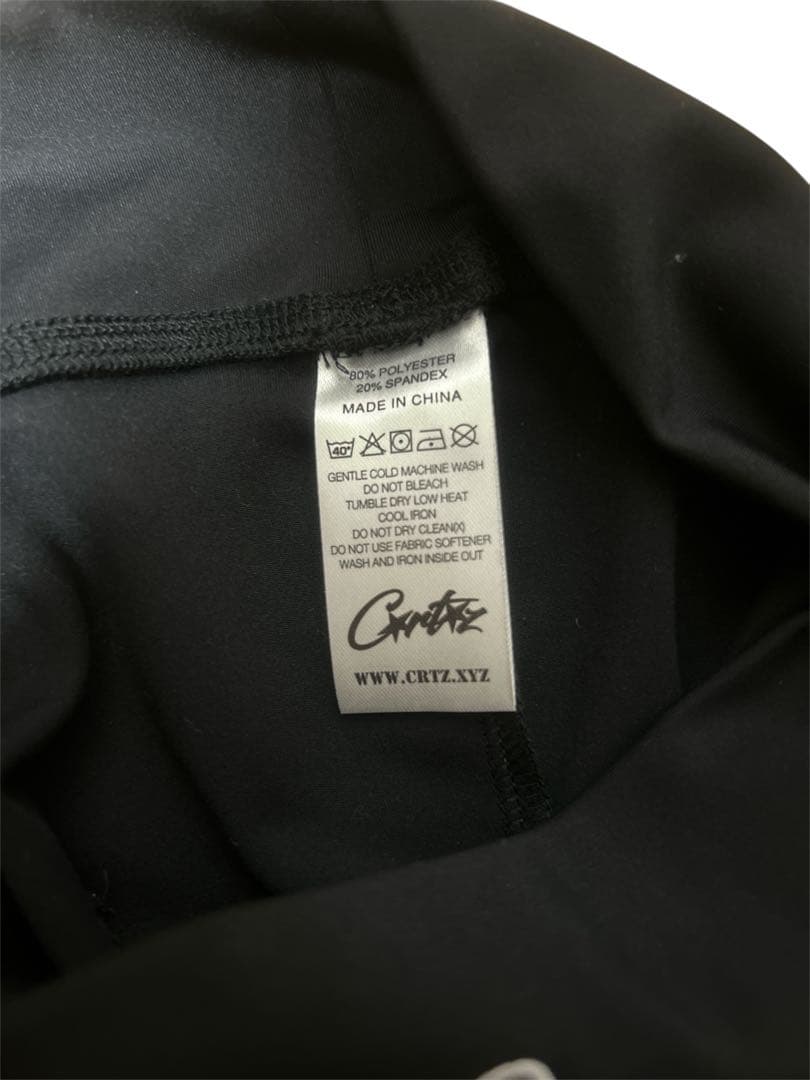 80% POLYESTER
20% SPANDEX
MADE IN CHINA
40°
GENTLE COLD MACHINE WASH
DO NOT BLEACH
TUMBLE DRY LOW HEAT
COOL IRON
DO NOT DRY CLEAN(X)
DO NOT USE FABRIC SOFTENER
WASH AND IRON INSIDE OUT
Crtz
WWW.CRTZ.XYZ